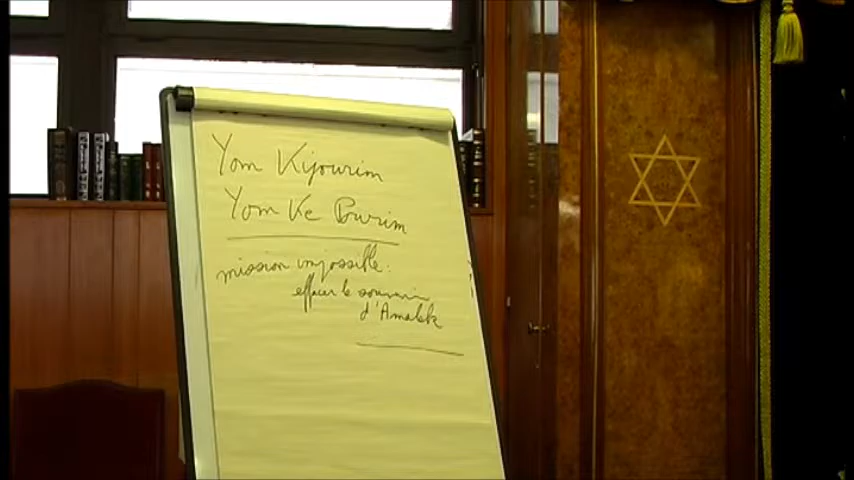 Yom Kipourim
Yom Ke Pourim
mission impossible:
effacer le souvenir
d'Amalek